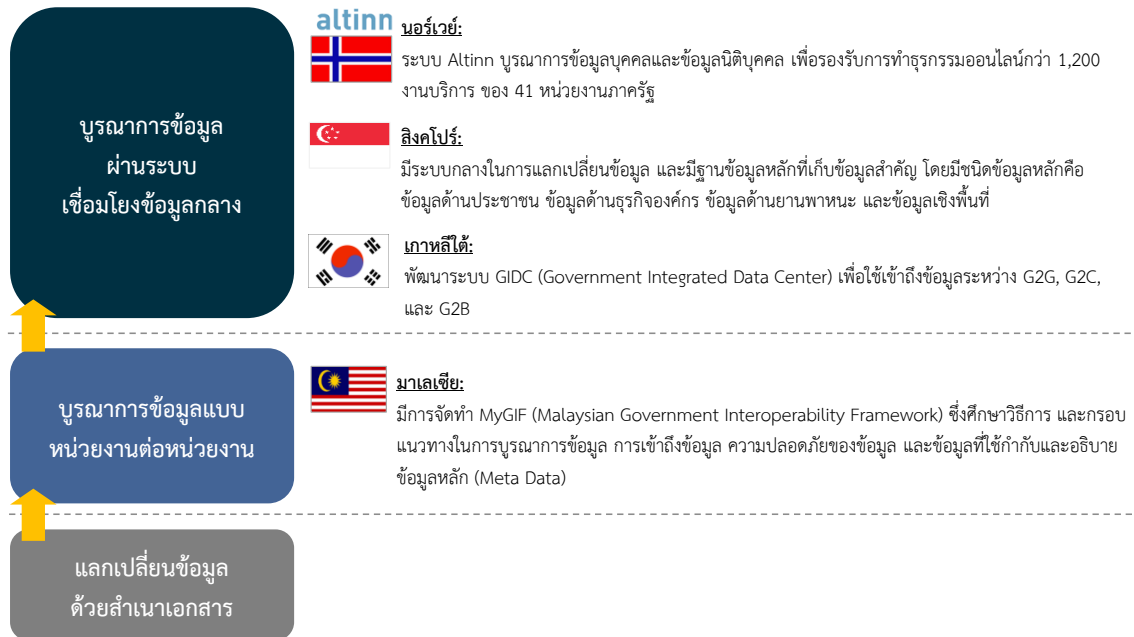 บูรณาการข้อมูล
ผ่านระบบ
เชื่อมโยงข้อมูลกลาง
altinn
นอร์เวย์:
ระบบ Altinn บูรณาการข้อมูลบุคคลและข้อมูลนิติบุคคล เพื่อรองรับการทำธุรกรรมออนไลน์กว่า 1,200
งานบริการ ของ 41 หน่วยงานภาครัฐ
สิงคโปร์:
มีระบบกลางในการแลกเปลี่ยนข้อมูล และมีฐานข้อมูลหลักที่เก็บข้อมูลสำคัญ โดยมีชนิดข้อมูลหลักคือ
ข้อมูลด้านประชาชน ข้อมูลด้านธุรกิจองค์กร ข้อมูลด้านยานพาหนะ และข้อมูลเชิงพื้นที่
เกาหลีใต้:
พัฒนาระบบ GIDC (Government Integrated Data Center) เพื่อใช้เข้าถึงข้อมูลระหว่าง G2G, G2C,
และ G2B
บูรณาการข้อมูลแบบ
หน่วยงานต่อหน่วยงาน
มาเลเซีย:
มีการจัดทำ MyGIF (Malaysian Government Interoperability Framework) ซึ่งศึกษาวิธีการ และกรอบ
แนวทางในการบูรณาการข้อมูล การเข้าถึงข้อมูล ความปลอดภัยของข้อมูล และข้อมูลที่ใช้กำกับและอธิบาย
ข้อมูลหลัก (Meta Data)
แลกเปลี่ยนข้อมูล
ด้วยสำเนาเอกสาร